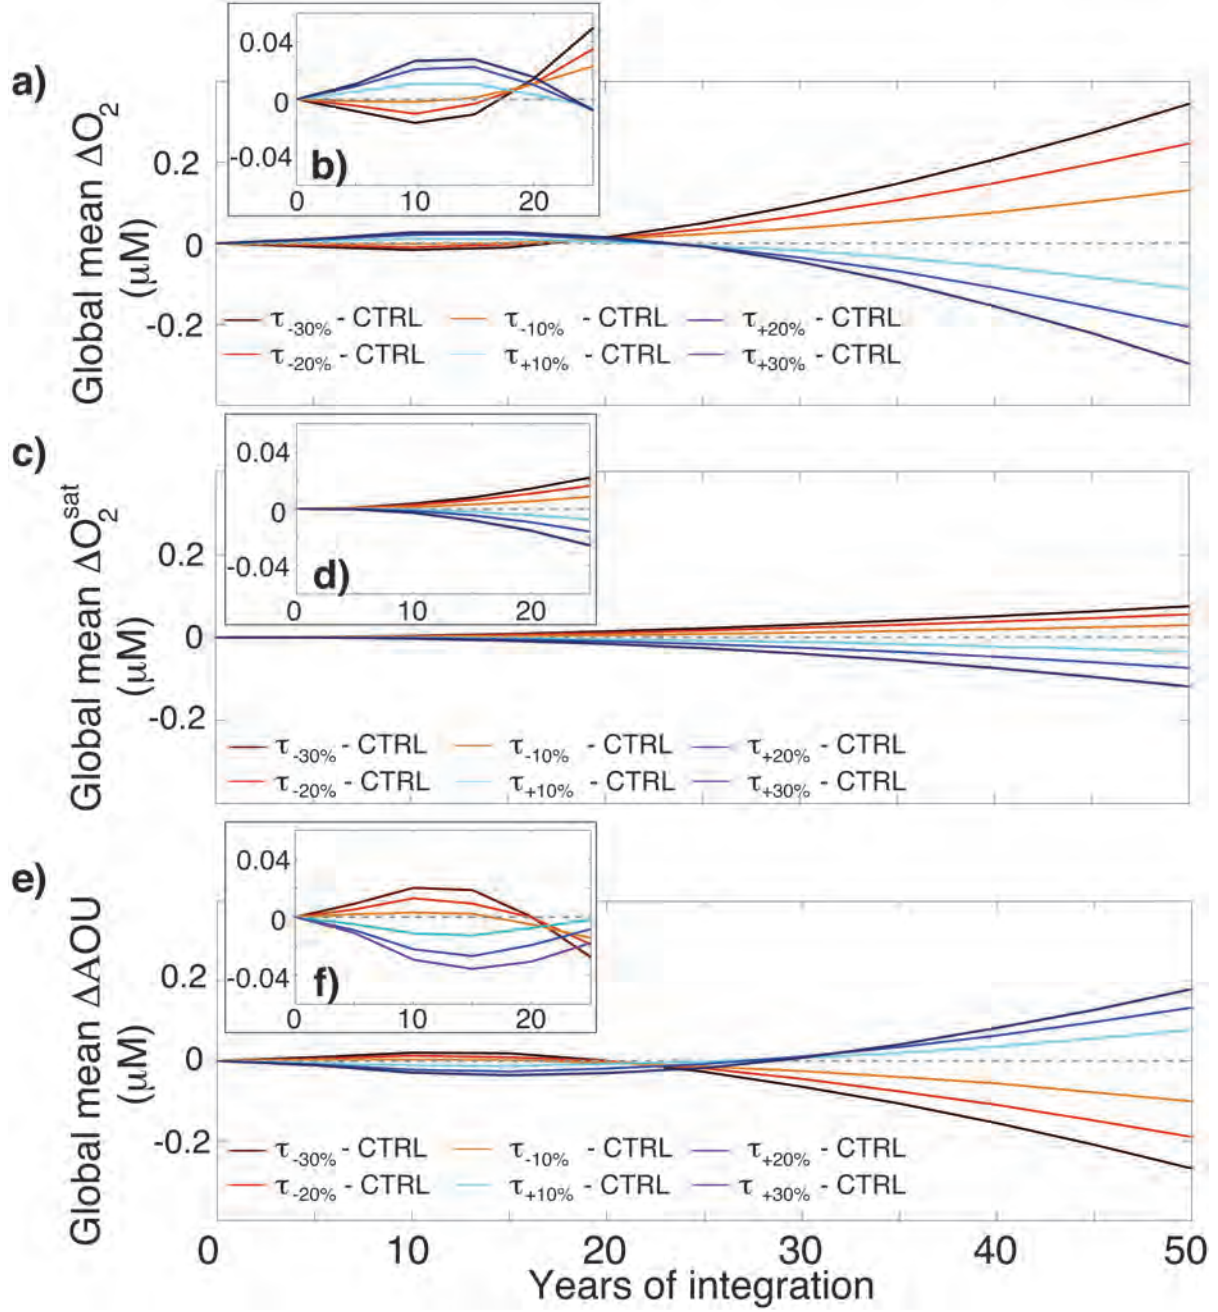 a)
Global mean ΔO₂
(μM)
0.2
0
-0.2
0.04
0
-0.04
b)
0 10 20
τ-30% - CTRL τ-10% - CTRL τ+20% - CTRL
τ-20% - CTRL τ+10% - CTRL τ+30% - CTRL
c)
Global mean ΔO₂sat
(μM)
0.2
0
-0.2
0.04
0
-0.04
d)
0 10 20
τ-30% - CTRL τ-10% - CTRL τ+20% - CTRL
τ-20% - CTRL τ+10% - CTRL τ+30% - CTRL
e)
Global mean ΔAOU
(μM)
0.2
0
-0.2
0.04
0
-0.04
f)
0 10 20
τ-30% - CTRL τ-10% - CTRL τ+20% - CTRL
τ-20% - CTRL τ+10% - CTRL τ+30% - CTRL
0 10 20 30 40 50
Years of integration